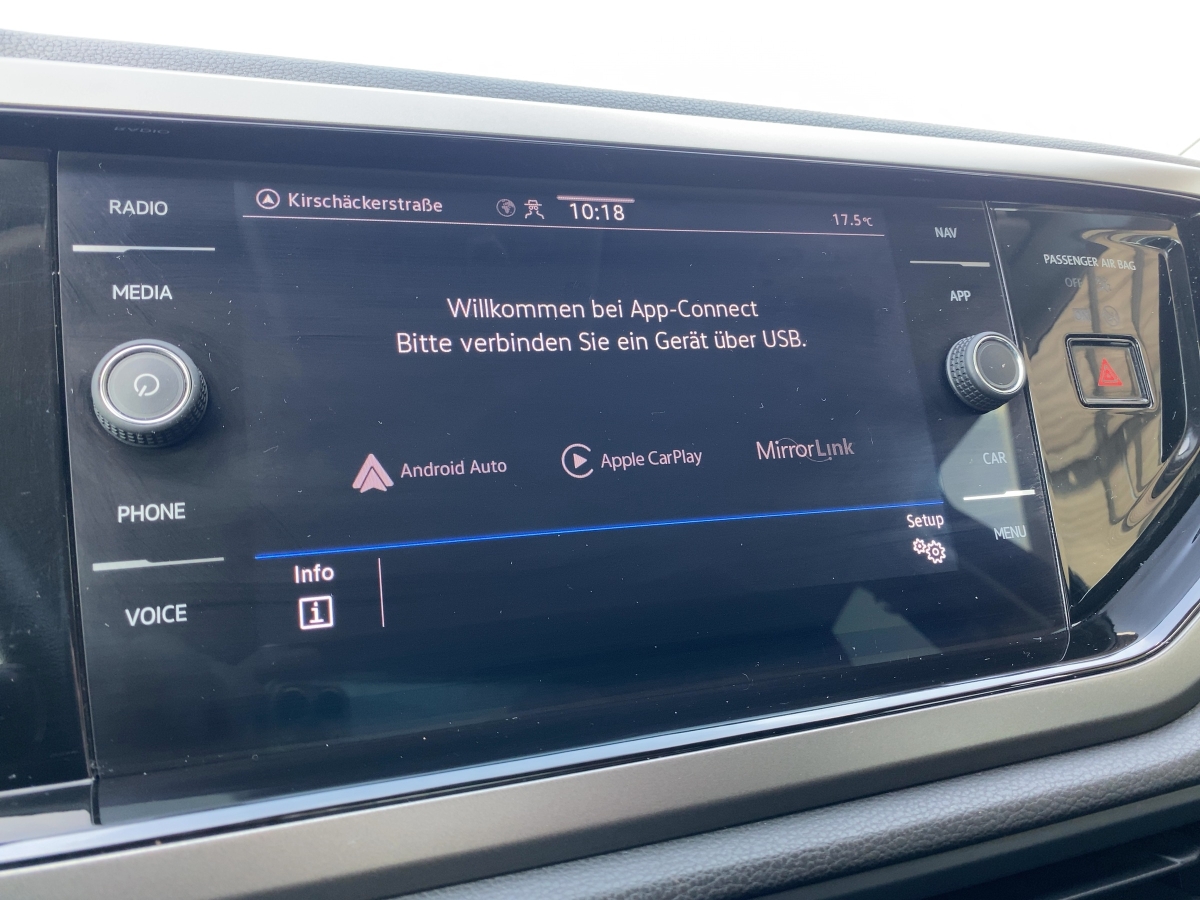 RADIO
MEDIA
PHONE
VOICE
Kirschäckerstraße
10:18
17.5°C
Willkommen bei App-Connect
Bitte verbinden Sie ein Gerät über USB.
Android Auto
Apple CarPlay
MirrorLink
Info
i
Setup
NAV
APP
CAR
MENU
PASSENGER AIR BAG
OFF